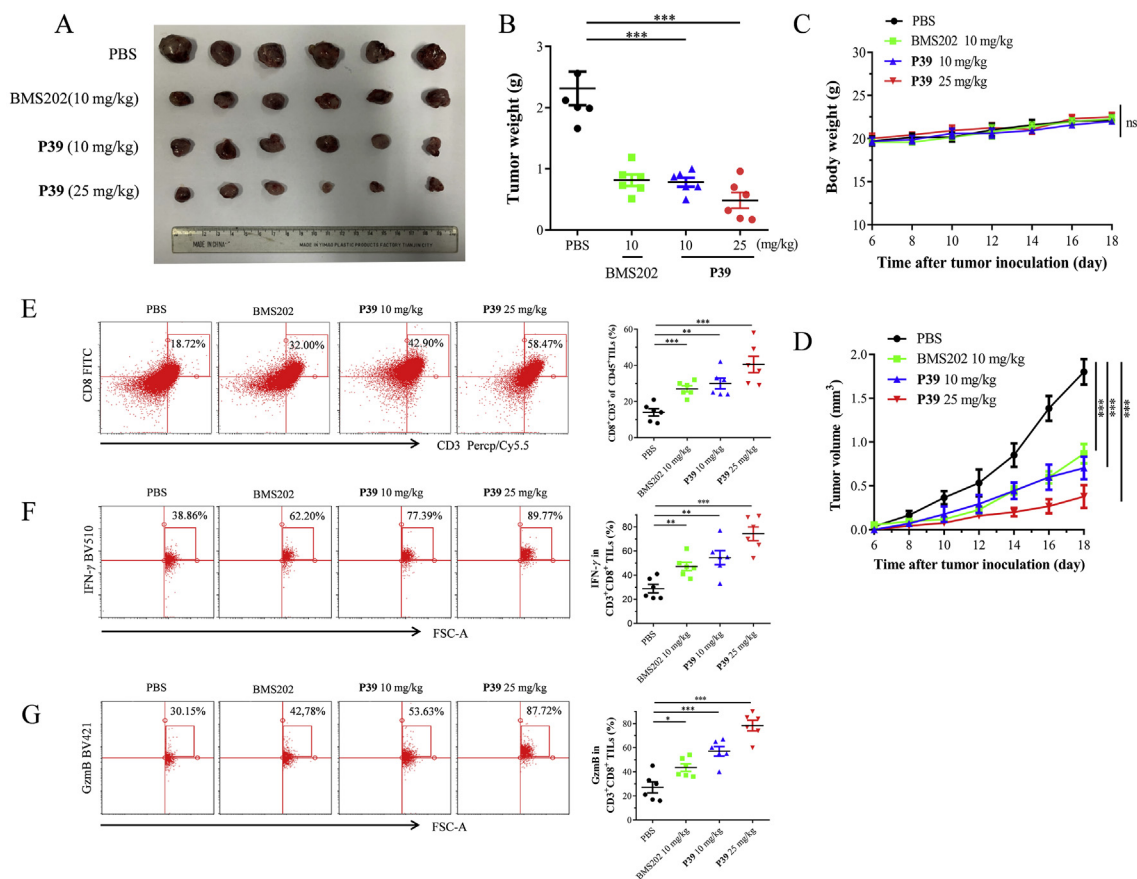 A
PBS
BMS202(10 mg/kg)
P39 (10 mg/kg)
P39 (25 mg/kg)
MADE IN CHINA
B
***
***
Tumor weight (g)
3
2
1
0
PBS
10
10
25
(mg/kg)
BMS202
P39
C
PBS
BMS202 10 mg/kg
P39 10 mg/kg
P39 25 mg/kg
Body weight (g)
30
25
20
15
10
ns
6 8 10 12 14 16 18
Time after tumor inoculation (day)
D
PBS
BMS202 10 mg/kg
P39 10 mg/kg
P39 25 mg/kg
Tumor volume (mm³)
2.0
1.5
1.0
0.5
0.0
***
***
***
6 8 10 12 14 16 18
Time after tumor inoculation (day)
E
PBS
BMS202
P39 10 mg/kg
P39 25 mg/kg
18.72%
32.00%
42.90%
58.47%
CD8 FITC
CD3 Percp/Cy5.5
CD8⁺CD3⁺ of CD45⁺TILs (%)
60
40
20
0
***
**
***
PBS
BMS202 10 mg/kg
P39 10 mg/kg
P39 25 mg/kg
F
PBS
BMS202
P39 10 mg/kg
P39 25 mg/kg
38.86%
62.20%
77.39%
89.77%
IFN-γ BV510
FSC-A
IFN-γ in
CD3⁺CD8⁺TILs (%)
80
60
40
20
0
***
**
**
PBS
BMS202 10 mg/kg
P39 10 mg/kg
P39 25 mg/kg
G
PBS
BMS202
P39 10 mg/kg
P39 25 mg/kg
30.15%
42,78%
53.63%
87.72%
GzmB BV421
FSC-A
GzmB in
CD3⁺CD8⁺TILs (%)
80
60
40
20
0
***
***
*
PBS
BMS202 10 mg/kg
P39 10 mg/kg
P39 25 mg/kg